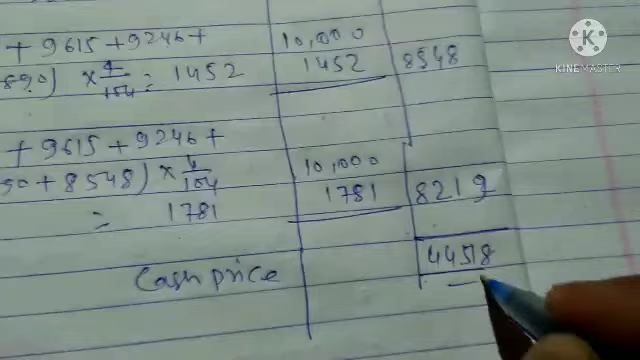 + 9615 + 9246 + 10,000
890) × 4/104 = 1452 1452 8548
+ 9615 + 9246 +
90 + 8548) × 4/104 10,000
= 1781 1781 8219
44518
Cash price
KINEMASTER